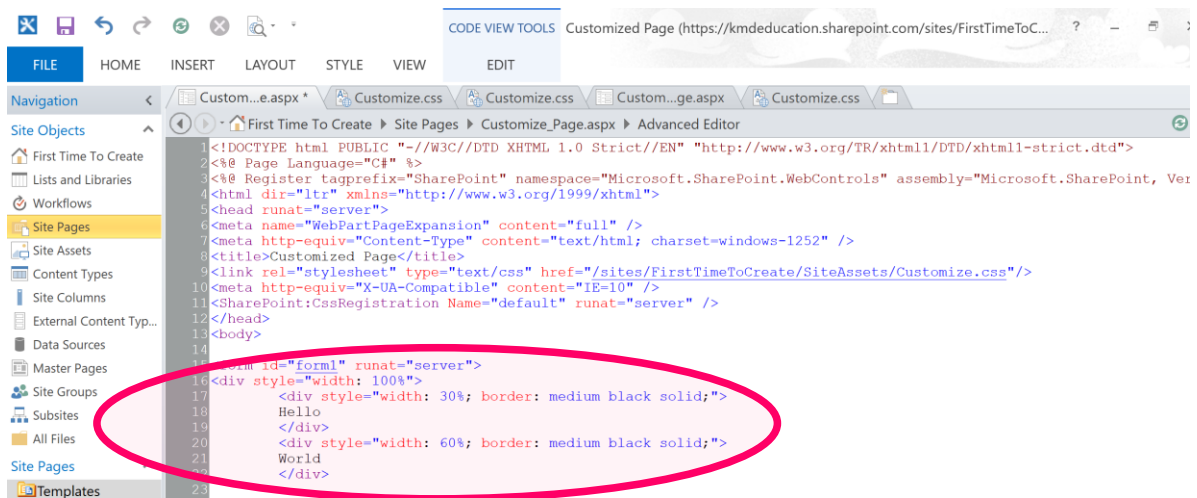 CODE VIEW TOOLS Customized Page (https://kmdeducation.sharepoint.com/sites/FirstTimeToC... ?
FILE HOME INSERT LAYOUT STYLE VIEW EDIT
Navigation
Custom...e.aspx * Customize.css Customize.css Custom...ge.aspx Customize.css
Site Objects
First Time To Create
Lists and Libraries
Workflows
Site Pages
Site Assets
Content Types
Site Columns
External Content Typ...
Data Sources
Master Pages
Site Groups
Subsites
All Files
Site Pages
Templates
First Time To Create Site Pages Customize_Page.aspx Advanced Editor
1 <!DOCTYPE html PUBLIC "-//W3C//DTD XHTML 1.0 Strict//EN" "http://www.w3.org/TR/xhtml1/DTD/xhtml1-strict.dtd">
2 <%@ Page Language="C#" %>
3 <%@ Register tagprefix="SharePoint" namespace="Microsoft.SharePoint.WebControls" assembly="Microsoft.SharePoint, Ver
4 <html dir="ltr" xmlns="http://www.w3.org/1999/xhtml">
5 <head runat="server">
6 <meta name="WebPartPageExpansion" content="full" />
7 <meta http-equiv="Content-Type" content="text/html; charset=windows-1252" />
8 <title>Customized Page</title>
9 <link rel="stylesheet" type="text/css" href="/sites/FirstTimeToCreate/SiteAssets/Customize.css"/>
10 <meta http-equiv="X-UA-Compatible" content="IE=10" />
11 <SharePoint:CssRegistration Name="default" runat="server" />
12 </head>
13 <body>
14
15 <form id="form1" runat="server">
16 <div style="width: 100%">
17 <div style="width: 30%; border: medium black solid;">
18 Hello
19 </div>
20 <div style="width: 60%; border: medium black solid;">
21 World
22 </div>
23